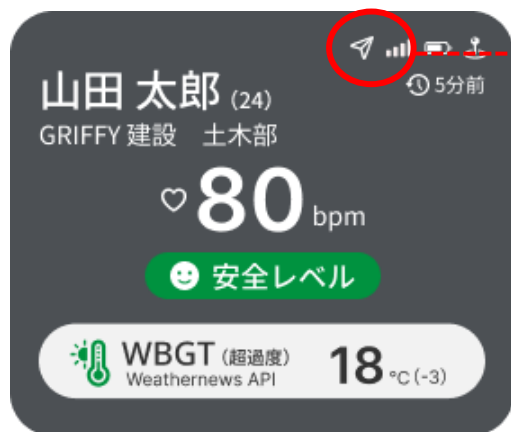 5分前
山田 太郎 (24)
GRIFFY 建設　土木部
80 bpm
安全レベル
WBGT (超過度) 18 °C (-3)
Weathernews API